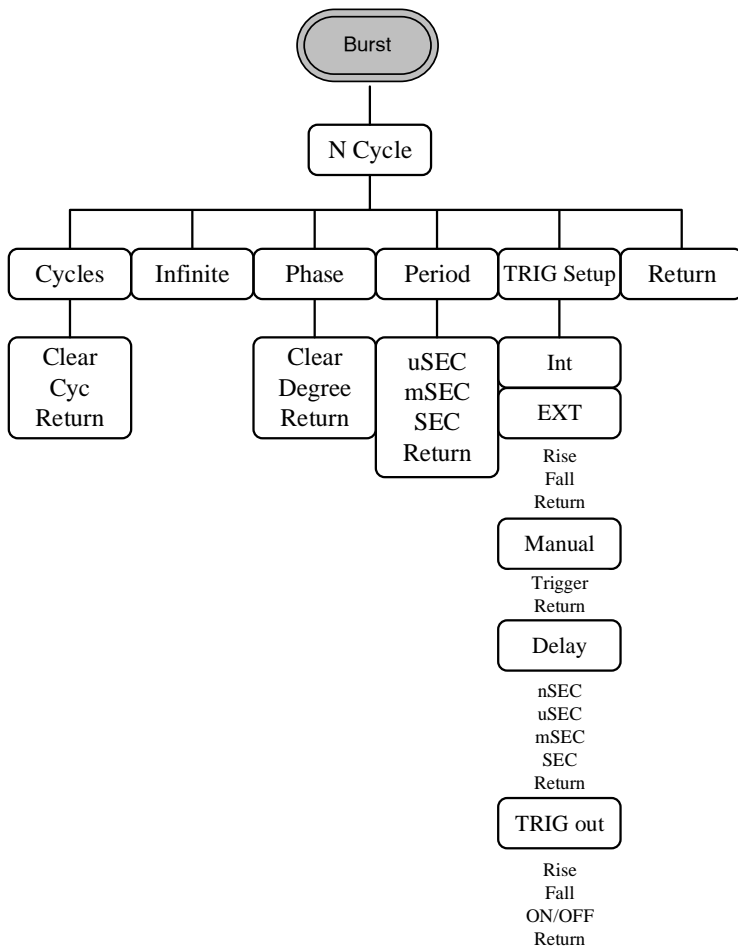 Burst
N Cycle
Cycles
Infinite
Phase
Period
TRIG Setup
Return
Clear
Cyc
Return
Clear
Degree
Return
uSEC
mSEC
SEC
Return
Int
EXT
Rise
Fall
Return
Manual
Trigger
Return
Delay
nSEC
uSEC
mSEC
SEC
Return
TRIG out
Rise
Fall
ON/OFF
Return